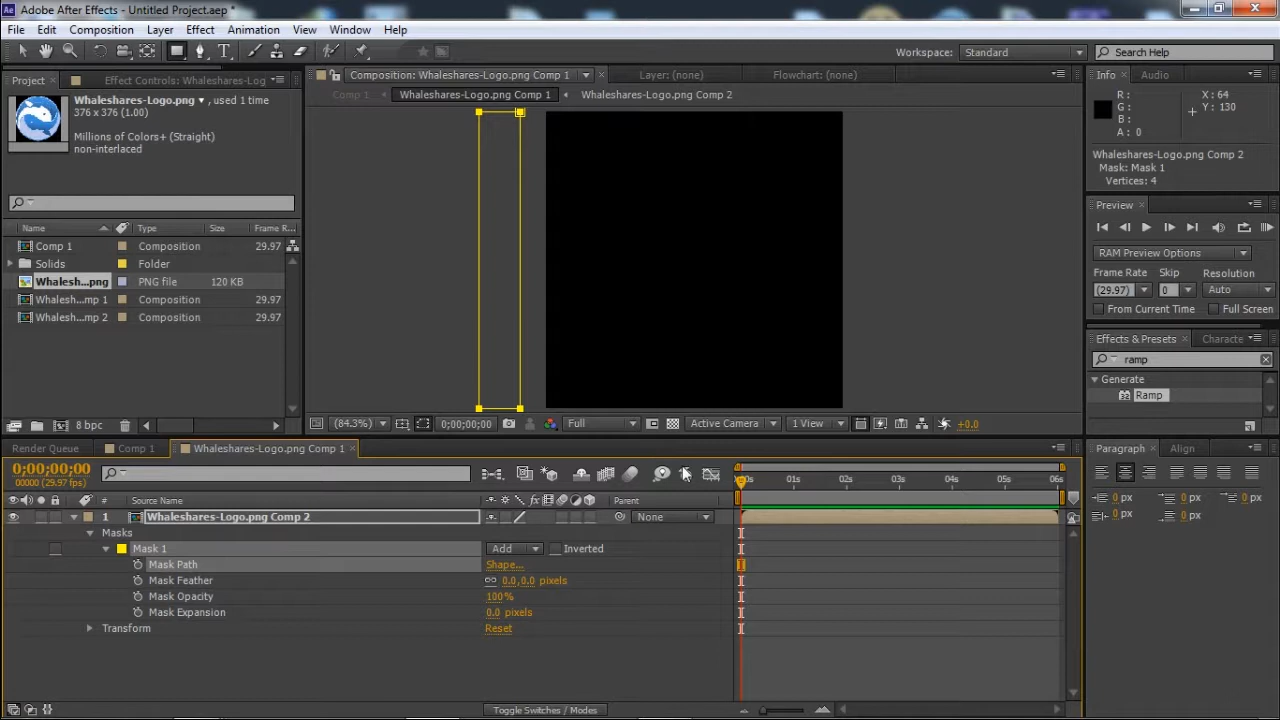 Adobe After Effects - Untitled Project.aep *
File Edit Composition Layer Effect Animation View Window Help
Workspace: Standard Search Help
Project Effect Controls: Whaleshares-Log
Composition: Whaleshares-Logo.png Comp 1 Layer: (none) Flowchart: (none)
Info Audio
Comp 1 Whaleshares-Logo.png Comp 1 Whaleshares-Logo.png Comp 2
Whaleshares-Logo.png , used 1 time
376 x 376 (1.00)
Millions of Colors+ (Straight)
non-interlaced
R :
G :
B :
A : 0
X : 64
Y : 130
Whaleshares-Logo.png Comp 2
Mask: Mask 1
Vertices: 4
Preview
RAM Preview Options
Frame Rate Skip Resolution
(29.97) 0 Auto
From Current Time Full Screen
Effects & Presets Characte
ramp
Generate
Ramp
Name Type Size Frame R...
Comp 1 Composition 29.97
Solids Folder
Whalesh...png PNG file 120 KB
Whalesh...mp 1 Composition 29.97
Whalesh...mp 2 Composition 29.97
8 bpc
(84.3%) 0;00;00;00 Full Active Camera 1 View +0.0
Render Queue Comp 1 Whaleshares-Logo.png Comp 1
Paragraph Align
0;00;00;00
00000 (29.97 fps)
01s 02s 03s 04s 05s 06s
# Source Name fx Parent
1 Whaleshares-Logo.png Comp 2 None
Masks
Mask 1 Add Inverted
Mask Path Shape...
Mask Feather 0.0,0.0 pixels
Mask Opacity 100%
Mask Expansion 0.0 pixels
Transform Reset
0 px 0 px 0 px
0 px 0 px
Toggle Switches / Modes